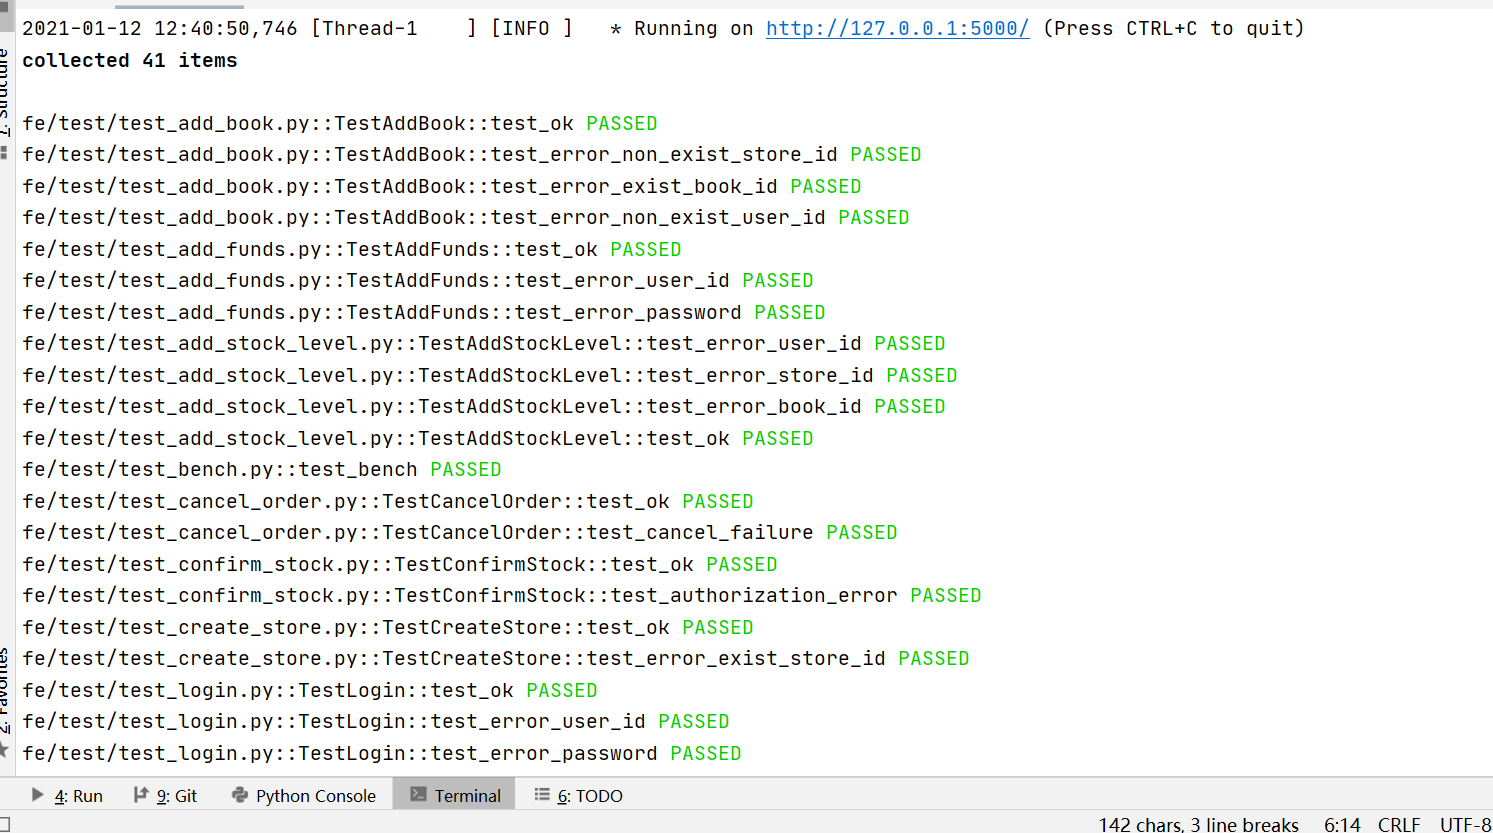 2021-01-12 12:40:50,746 [Thread-1    ] [INFO ]   * Running on http://127.0.0.1:5000/ (Press CTRL+C to quit)
collected 41 items
fe/test/test_add_book.py::TestAddBook::test_ok PASSED
fe/test/test_add_book.py::TestAddBook::test_error_non_exist_store_id PASSED
fe/test/test_add_book.py::TestAddBook::test_error_exist_book_id PASSED
fe/test/test_add_book.py::TestAddBook::test_error_non_exist_user_id PASSED
fe/test/test_add_funds.py::TestAddFunds::test_ok PASSED
fe/test/test_add_funds.py::TestAddFunds::test_error_user_id PASSED
fe/test/test_add_funds.py::TestAddFunds::test_error_password PASSED
fe/test/test_add_stock_level.py::TestAddStockLevel::test_error_user_id PASSED
fe/test/test_add_stock_level.py::TestAddStockLevel::test_error_store_id PASSED
fe/test/test_add_stock_level.py::TestAddStockLevel::test_error_book_id PASSED
fe/test/test_add_stock_level.py::TestAddStockLevel::test_ok PASSED
fe/test/test_bench.py::test_bench PASSED
fe/test/test_cancel_order.py::TestCancelOrder::test_ok PASSED
fe/test/test_cancel_order.py::TestCancelOrder::test_cancel_failure PASSED
fe/test/test_confirm_stock.py::TestConfirmStock::test_ok PASSED
fe/test/test_confirm_stock.py::TestConfirmStock::test_authorization_error PASSED
fe/test/test_create_store.py::TestCreateStore::test_ok PASSED
fe/test/test_create_store.py::TestCreateStore::test_error_exist_store_id PASSED
fe/test/test_login.py::TestLogin::test_ok PASSED
fe/test/test_login.py::TestLogin::test_error_user_id PASSED
fe/test/test_login.py::TestLogin::test_error_password PASSED
7: Structure
2: Favorites
4: Run
9: Git
Python Console
Terminal
6: TODO
142 chars, 3 line breaks
6:14
CRLF
UTF-8